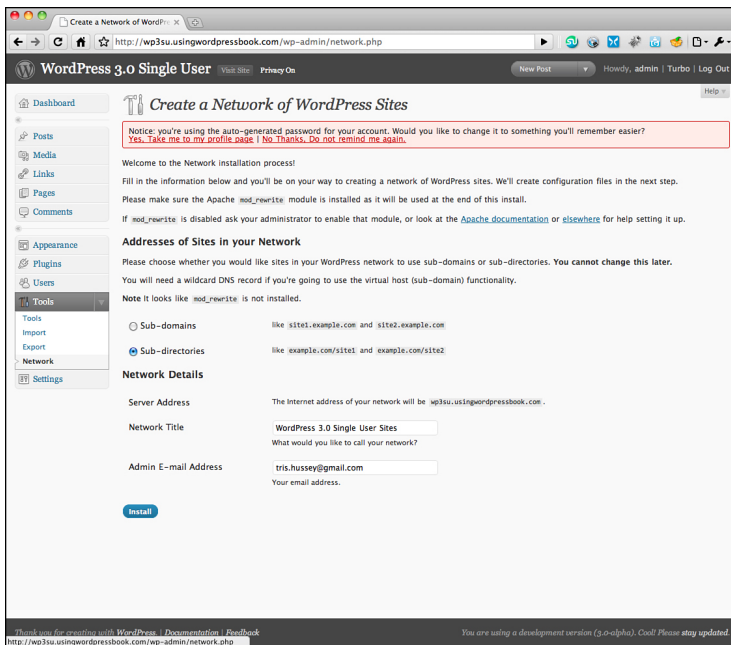 Create a Network of WordPre
http://wp3su.usingwordpressbook.com/wp-admin/network.php
WordPress 3.0 Single User Visit Site Privacy On
New Post Howdy, admin | Turbo | Log Out
Help
Dashboard
Posts
Media
Links
Pages
Comments
Appearance
Plugins
Users
Tools
Tools
Import
Export
Network
Settings
Create a Network of WordPress Sites
Notice: you're using the auto-generated password for your account. Would you like to change it to something you'll remember easier?
Yes, Take me to my profile page | No Thanks, Do not remind me again.
Welcome to the Network installation process!
Fill in the information below and you'll be on your way to creating a network of WordPress sites. We'll create configuration files in the next step.
Please make sure the Apache mod_rewrite module is installed as it will be used at the end of this install.
If mod_rewrite is disabled ask your administrator to enable that module, or look at the Apache documentation or elsewhere for help setting it up.
Addresses of Sites in your Network
Please choose whether you would like sites in your WordPress network to use sub-domains or sub-directories. You cannot change this later.
You will need a wildcard DNS record if you're going to use the virtual host (sub-domain) functionality.
Note It looks like mod_rewrite is not installed.
Sub-domains like site1.example.com and site2.example.com
Sub-directories like example.com/site1 and example.com/site2
Network Details
Server Address The Internet address of your network will be wp3su.usingwordpressbook.com.
Network Title WordPress 3.0 Single User Sites
What would you like to call your network?
Admin E-mail Address tris.hussey@gmail.com
Your email address.
Install
Thank you for creating with WordPress. | Documentation | Feedback
You are using a development version (3.0-alpha). Cool! Please stay updated.
http://wp3su.usingwordpressbook.com/wp-admin/network.php